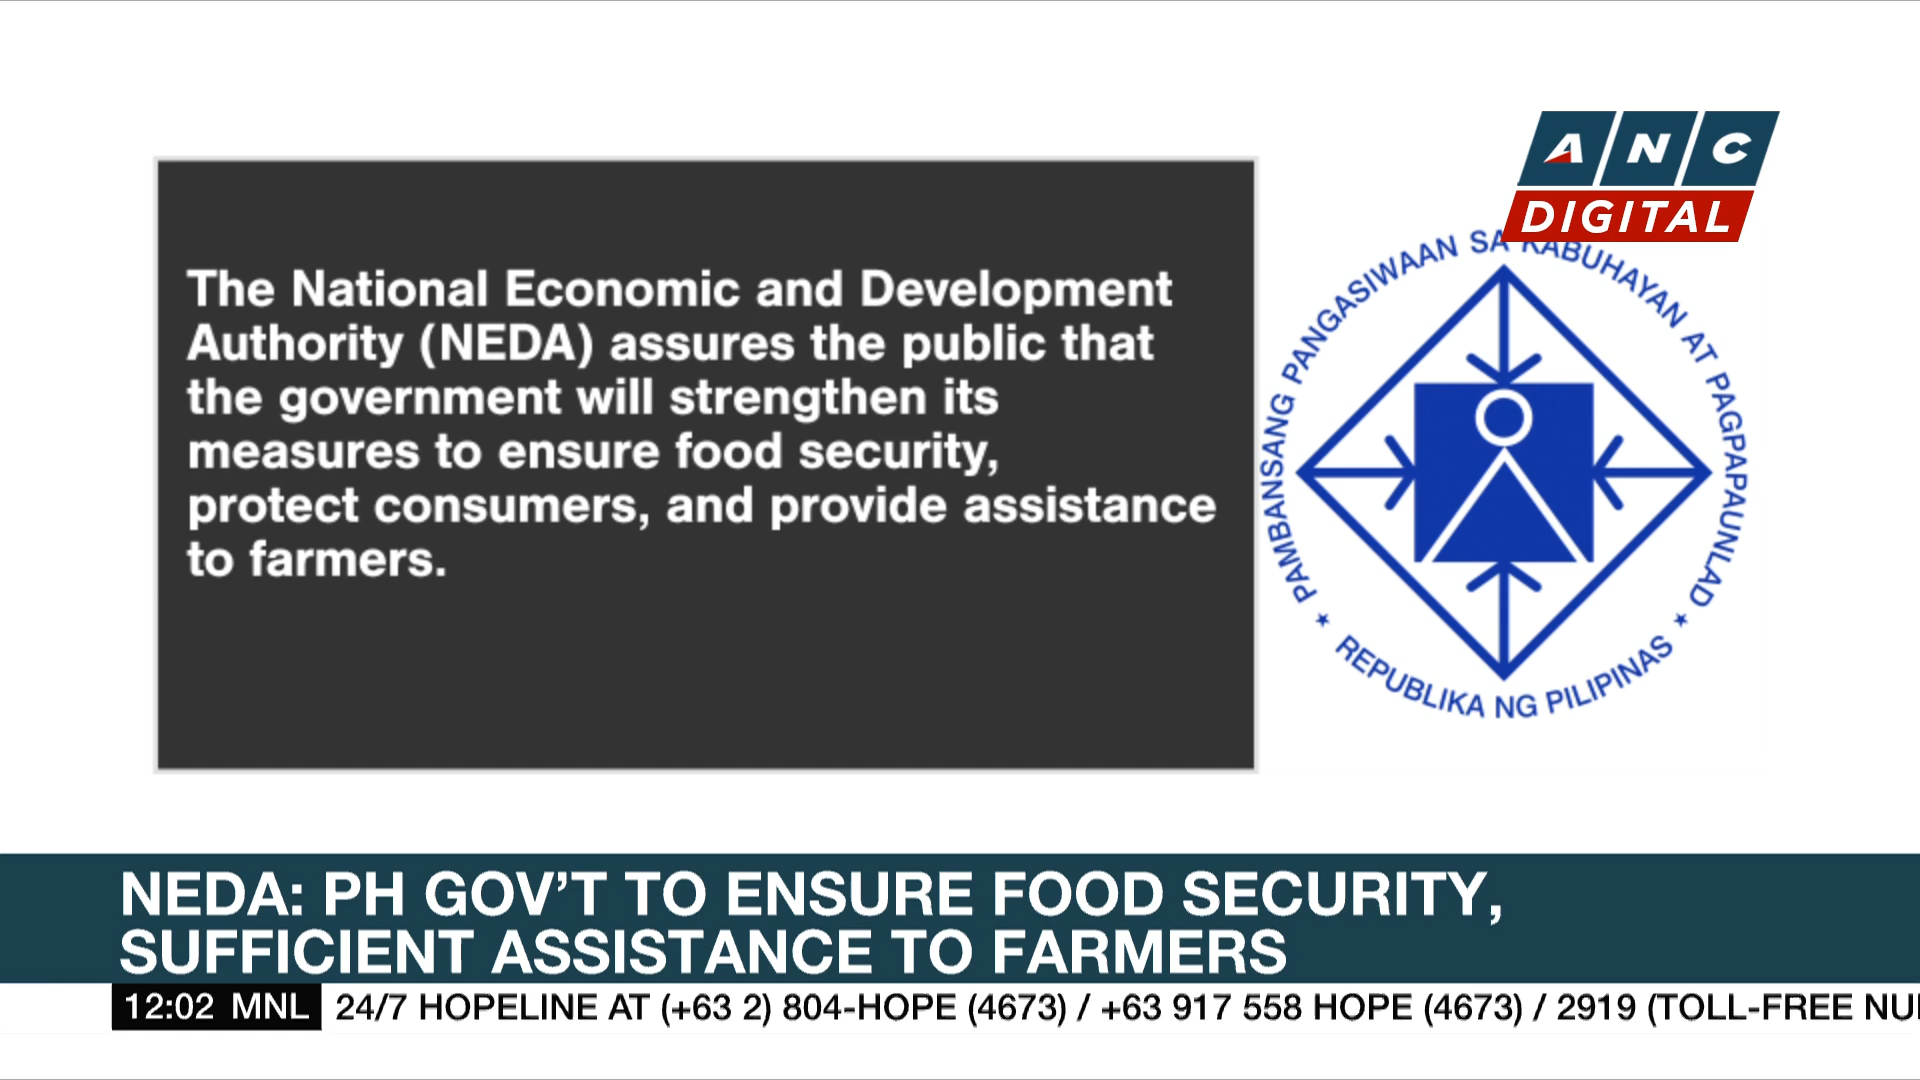 ANC
DIGITAL
The National Economic and Development
Authority (NEDA) assures the public that
the government will strengthen its
measures to ensure food security,
protect consumers, and provide assistance
to farmers.
PAMBANSANG PANGASIWAAN SA KABUHAYAN AT PAGPAPAUNLAD
★ REPUBLIKA NG PILIPINAS ★
NEDA: PH GOV’T TO ENSURE FOOD SECURITY,
SUFFICIENT ASSISTANCE TO FARMERS
12:02 MNL 24/7 HOPELINE AT (+63 2) 804-HOPE (4673) / +63 917 558 HOPE (4673) / 2919 (TOLL-FREE